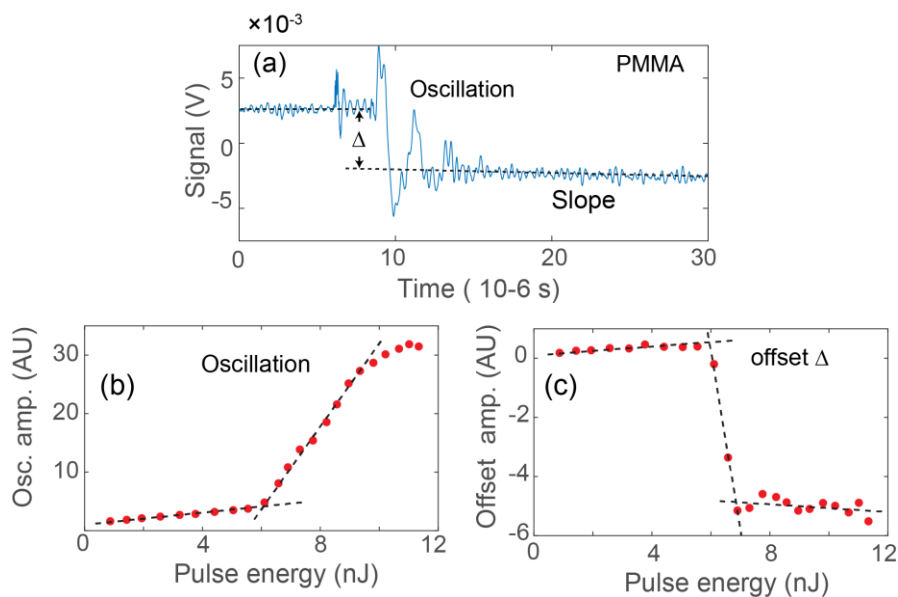 ×10⁻³
(a)
PMMA
Oscillation
5
0
-5
Δ
Slope
Signal (V)
0
10
20
30
Time ( 10-6 s)
(b)
Oscillation
30
20
10
Osc. amp. (AU)
0
4
8
12
Pulse energy (nJ)
(c)
offset Δ
0
-2
-4
-6
Offset amp. (AU)
0
4
8
12
Pulse energy (nJ)